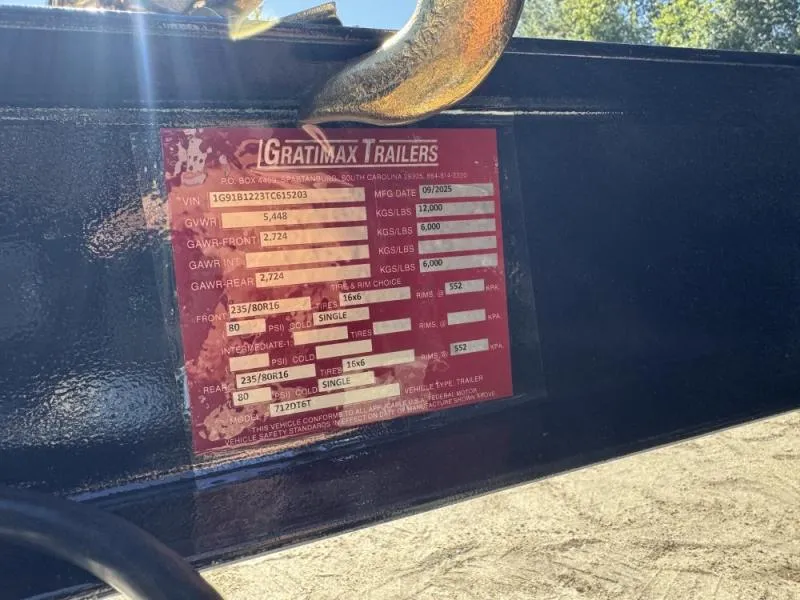 GRATIMAX TRAILERS
P.O. BOX 4409, SPARTANBURG, SOUTH CAROLINA 29305, 864-814-3320
VIN 1G91B1223TC615203 MFG DATE 09/2025
GVWR 5,448 KGS/LBS 12,000
GAWR-FRONT 2,724 KGS/LBS 6,000
GAWR INT KGS/LBS
GAWR-REAR 2,724 KGS/LBS 6,000
TIRE & RIM CHOICE
FRONT 235/80R16 TIRES 16x6 RIMS, @ 552 KPA,
80 PSI) COLD SINGLE
INTERMEDIATE-1: TIRES RIMS, @ KPA,
PSI) COLD
REAR 235/80R16 TIRES 16x6 RIMS @ 552 KPA,
80 PSI) COLD SINGLE
MODEL 712DT6T VEHICLE TYPE: TRAILER
THIS VEHICLE CONFORMS TO ALL APPLICABLE U.S.A. FEDERAL MOTOR
VEHICLE SAFETY STANDARDS IN EFFECT ON DATE OF MANUFACTURE SHOWN ABOVE